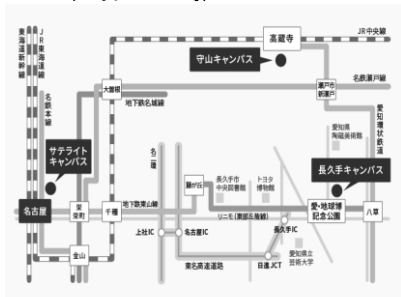 JR中央線
高蔵寺
守山キャンパス
東海道新幹線
JR東海道線
名鉄本線
大曽根
地下鉄名城線
瀬戸市
新瀬戸
名鉄瀬戸線
愛知環状鉄道
愛知県
陶磁美術館
サテライト
キャンパス
名二環
長久手市
中央図書館
トヨタ
博物館
長久手キャンパス
藤が丘
名古屋
栄
栄町
千種
地下鉄東山線
リニモ(東部丘陵線)
愛・地球博
記念公園
八草
上社IC
名古屋IC
長久手IC
金山
東名高速道路
日進JCT
愛知県立
芸術大学